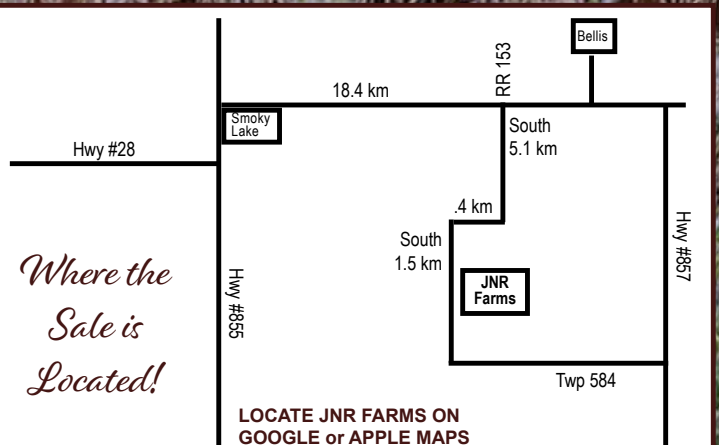 Bellis
RR 153
18.4 km
Smoky
Lake
South
5.1 km
Hwy #28
.4 km
South
1.5 km
Hwy #857
Where the
Sale is
Located!
Hwy #855
JNR
Farms
Twp 584
LOCATE JNR FARMS ON
GOOGLE or APPLE MAPS